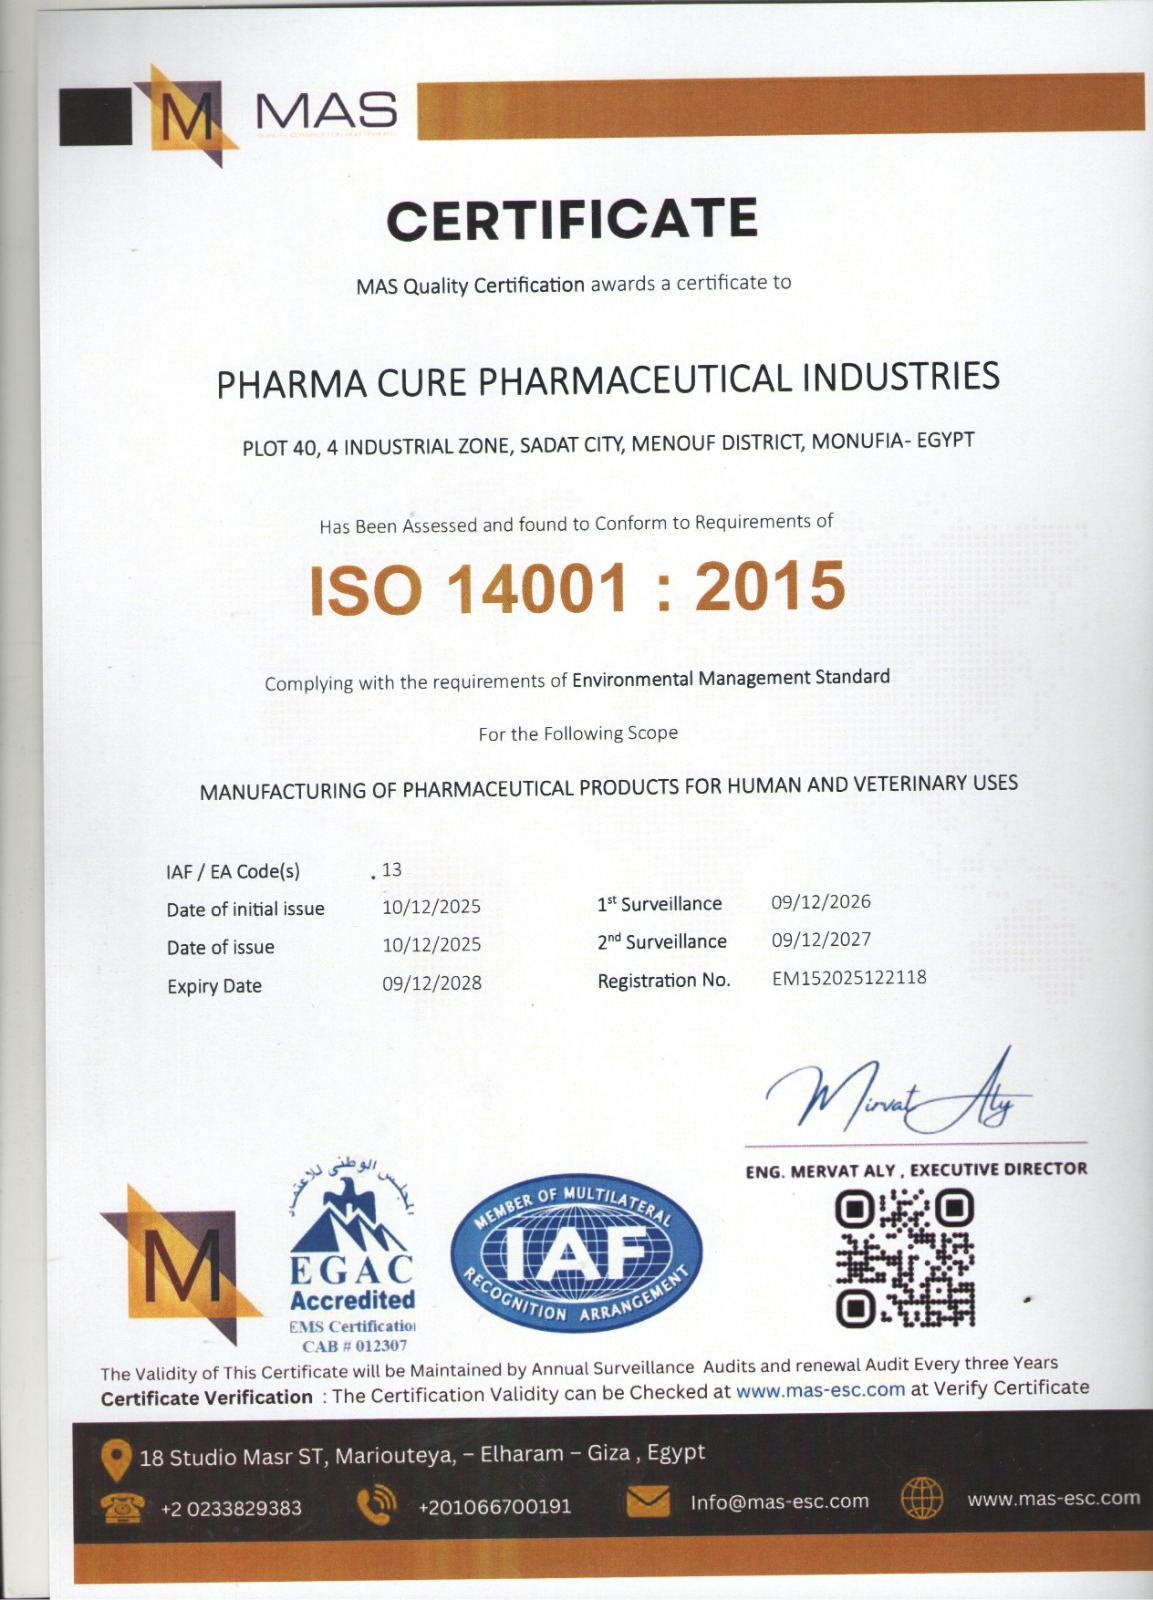 M MAS
CERTIFICATE
MAS Quality Certification awards a certificate to
PHARMA CURE PHARMACEUTICAL INDUSTRIES
PLOT 40, 4 INDUSTRIAL ZONE, SADAT CITY, MENOUF DISTRICT, MONUFIA- EGYPT
Has Been Assessed and found to Conform to Requirements of
ISO 14001 : 2015
Complying with the requirements of Environmental Management Standard
For the Following Scope
MANUFACTURING OF PHARMACEUTICAL PRODUCTS FOR HUMAN AND VETERINARY USES
IAF / EA Code(s) 13
Date of initial issue 10/12/2025 1st Surveillance 09/12/2026
Date of issue 10/12/2025 2nd Surveillance 09/12/2027
Expiry Date 09/12/2028 Registration No. EM152025122118
Mirvat Aly
ENG. MERVAT ALY , EXECUTIVE DIRECTOR
M
المجلس الوطنى للاعتماد
EGAC
Accredited
EMS Certification
CAB # 012307
MEMBER OF MULTILATERAL
IAF
RECOGNITION ARRANGEMENT
The Validity of This Certificate will be Maintained by Annual Surveillance Audits and renewal Audit Every three Years
Certificate Verification : The Certification Validity can be Checked at www.mas-esc.com at Verify Certificate
18 Studio Masr ST, Mariouteya, – Elharam – Giza , Egypt
+2 0233829383 +201066700191 Info@mas-esc.com www.mas-esc.com